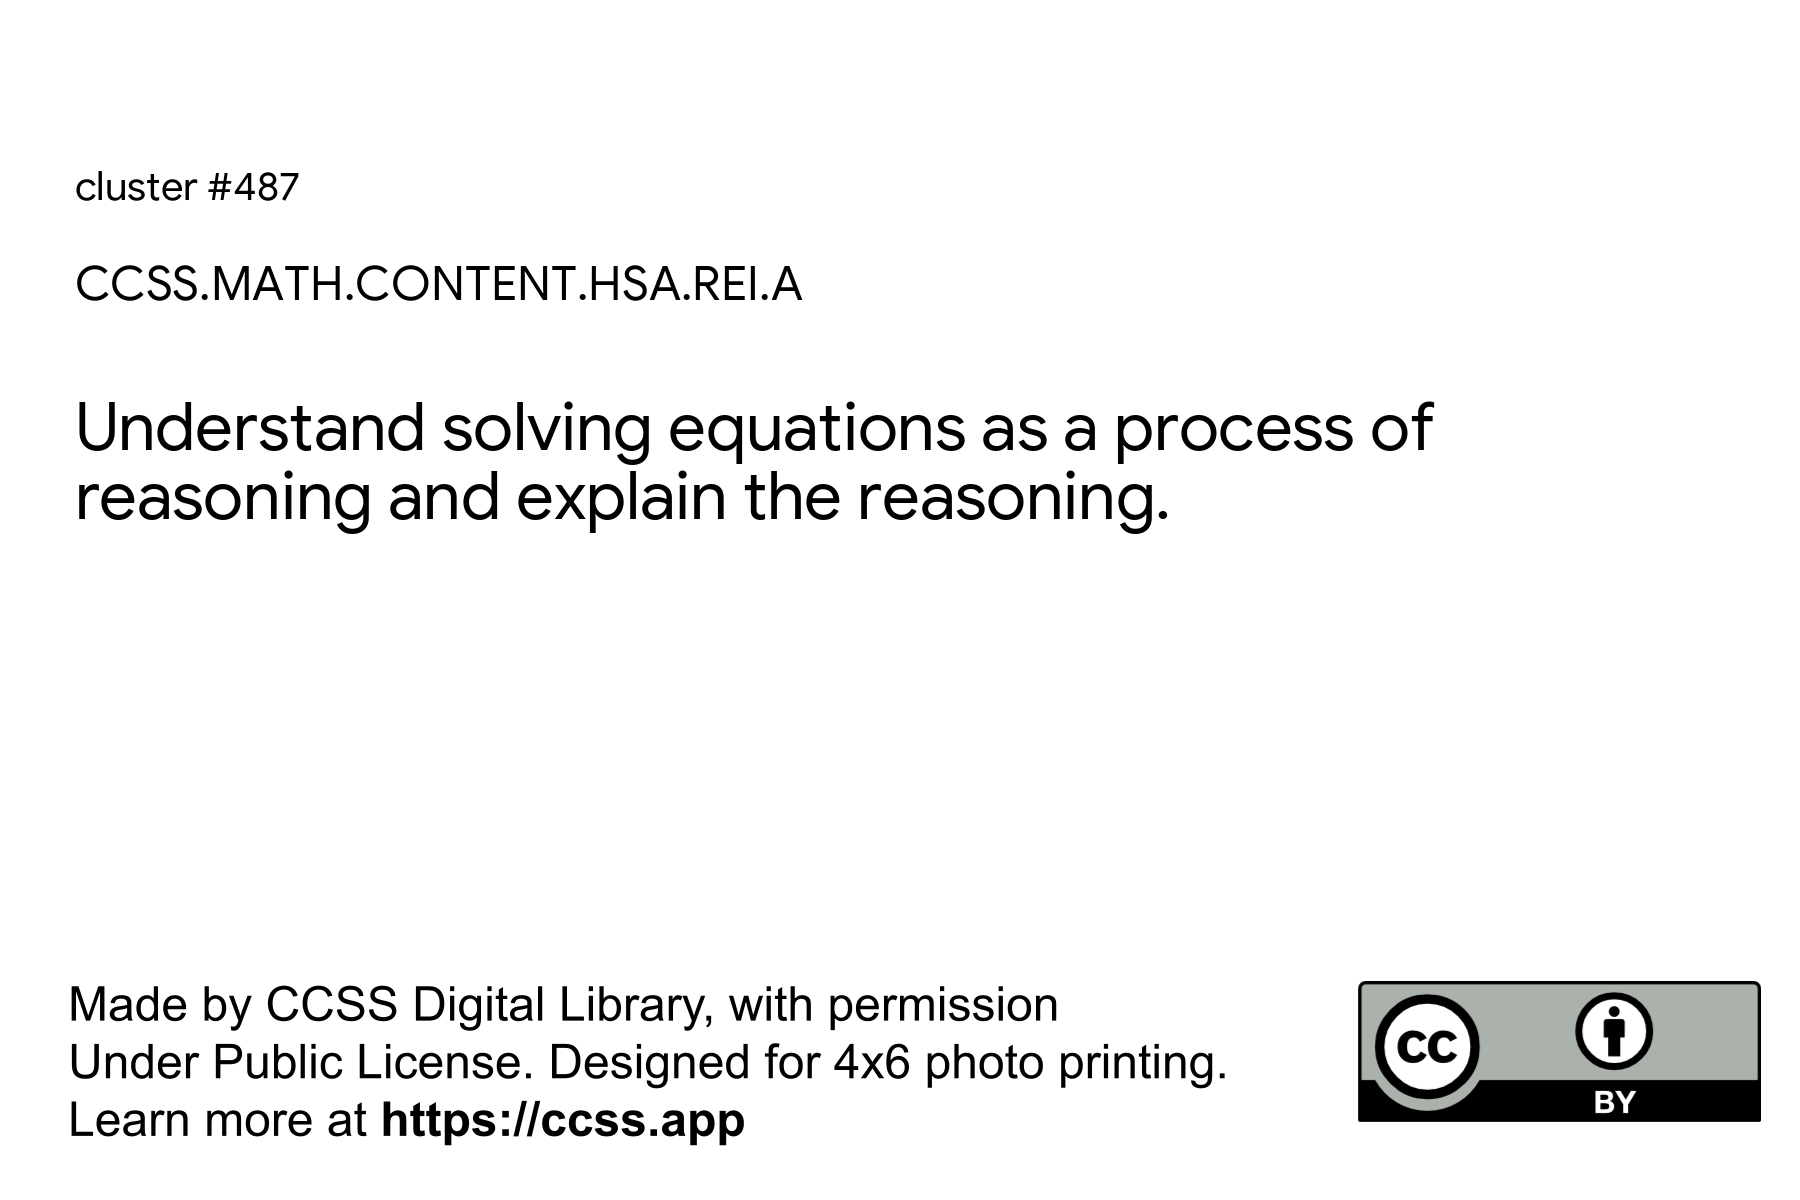 cluster #487
CCSS.MATH.CONTENT.HSA.REI.A
Understand solving equations as a process of
reasoning and explain the reasoning.
Made by CCSS Digital Library, with permission
Under Public License. Designed for 4x6 photo printing.
Learn more at https://ccss.app
CC
BY